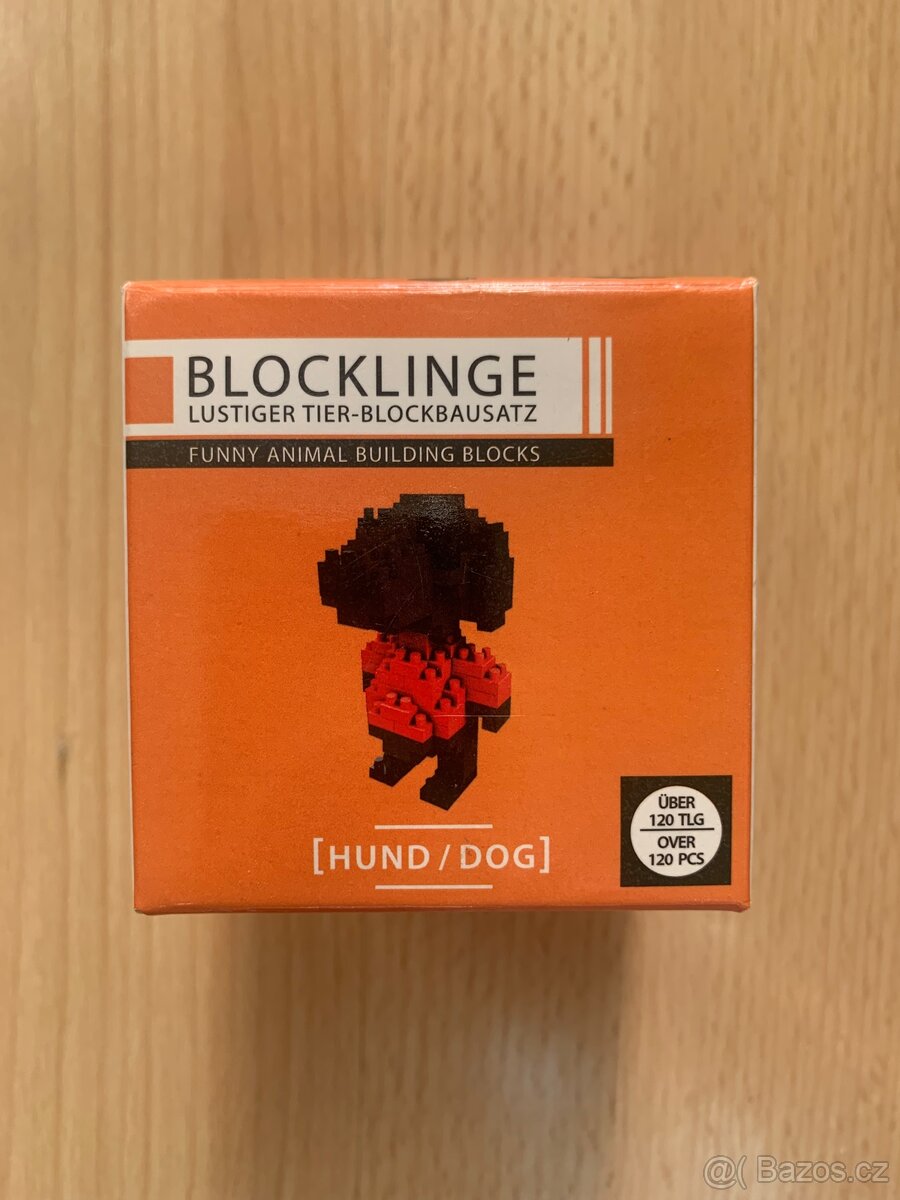 BLOCKLINGE
LUSTIGER TIER-BLOCKBAUSATZ
FUNNY ANIMAL BUILDING BLOCKS
[HUND / DOG]
ÜBER
120 TLG
OVER
120 PCS
@( Bazos.cz